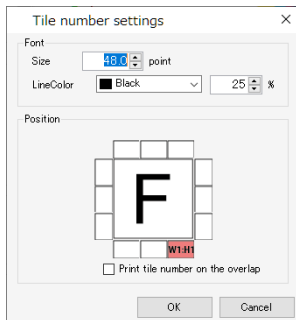 Tile number settings
Font
Size 48.0 point
LineColor Black 25 %
Position
F
W1:H1
Print tile number on the overlap
OK Cancel